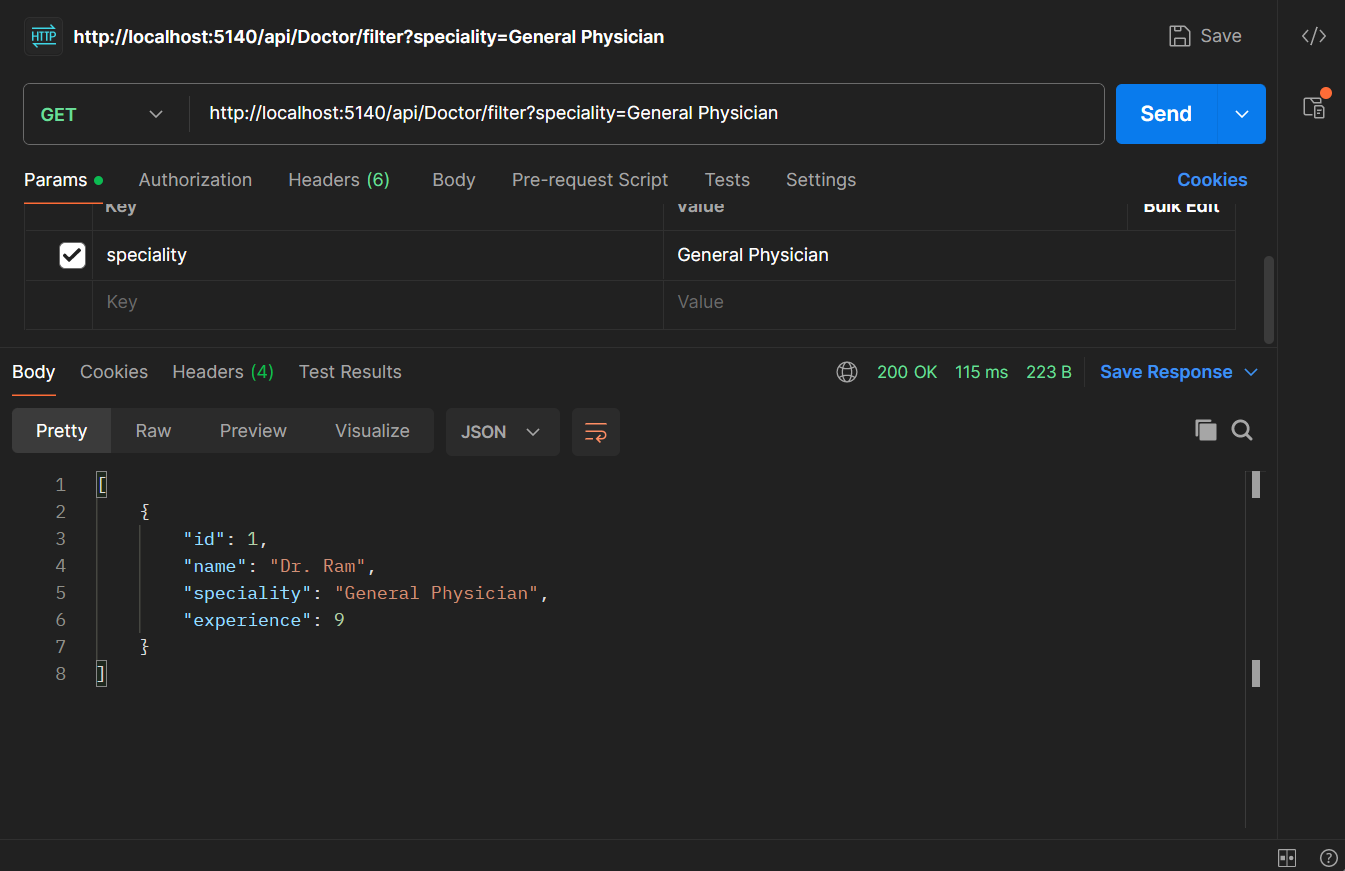 HTTP http://localhost:5140/api/Doctor/filter?speciality=General Physician Save </>
GET http://localhost:5140/api/Doctor/filter?speciality=General Physician Send
Params Authorization Headers (6) Body Pre-request Script Tests Settings Cookies
Key Value Bulk Edit
speciality General Physician
Key Value
Body Cookies Headers (4) Test Results 200 OK 115 ms 223 B Save Response
Pretty Raw Preview Visualize JSON
1 [
2 {
3 "id": 1,
4 "name": "Dr. Ram",
5 "speciality": "General Physician",
6 "experience": 9
7 }
8 ]